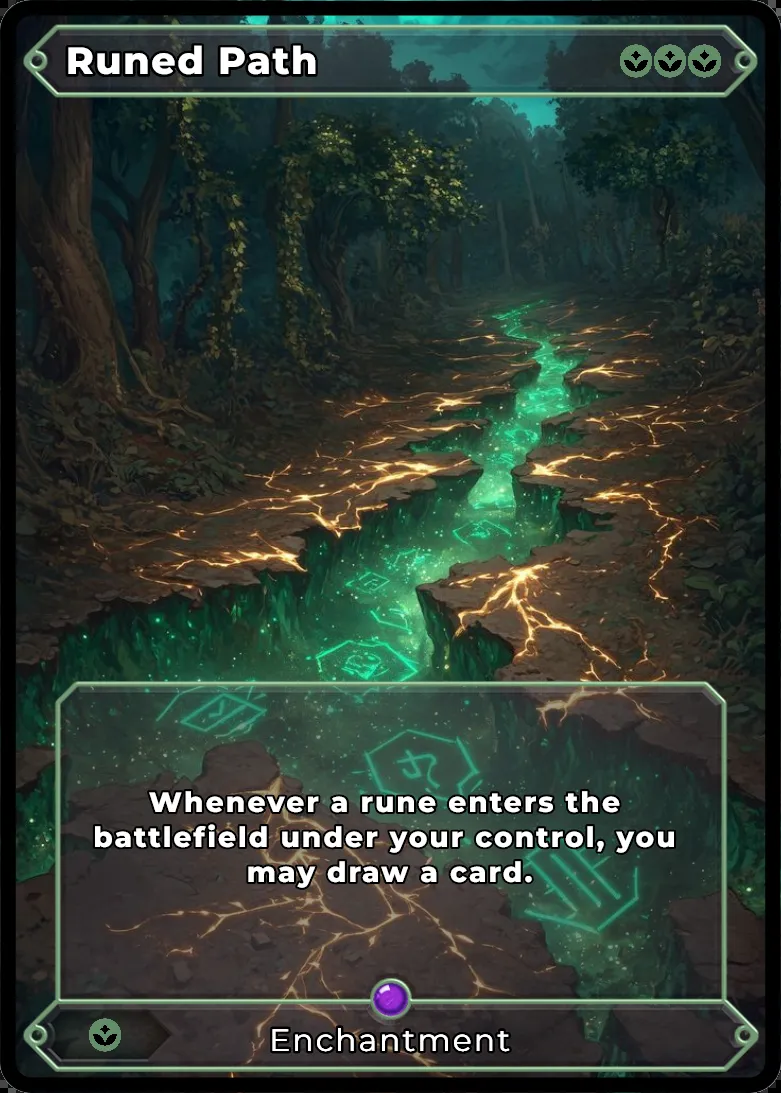 Runed Path
Whenever a rune enters the
battlefield under your control, you
may draw a card.
Enchantment